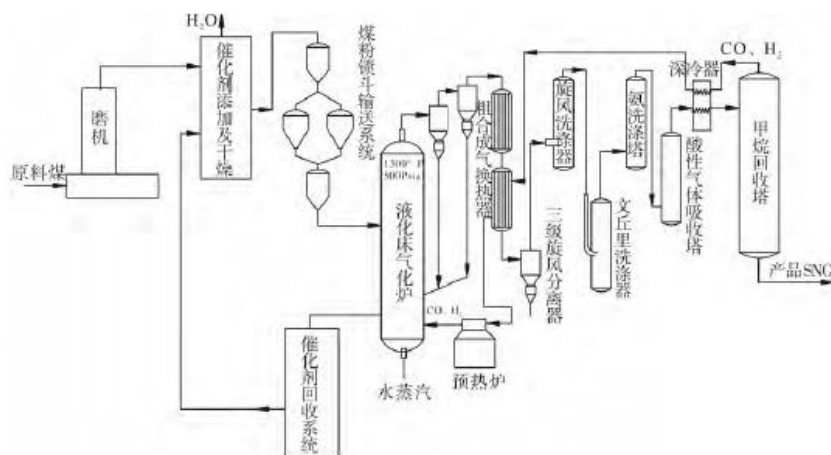 H₂O
催化剂添加及干燥
磨机
原料煤
煤粉锁斗输送系统
1300° F
500Psia
液化床气化炉
水蒸汽
催化剂回收系统
组合成气换热器
CO、H₂
预热炉
三级旋风分离器
旋风洗涤器
文丘里洗涤器
氨洗涤塔
酸性气体吸收塔
深冷器
CO、H₂
甲烷回收塔
产品SNG